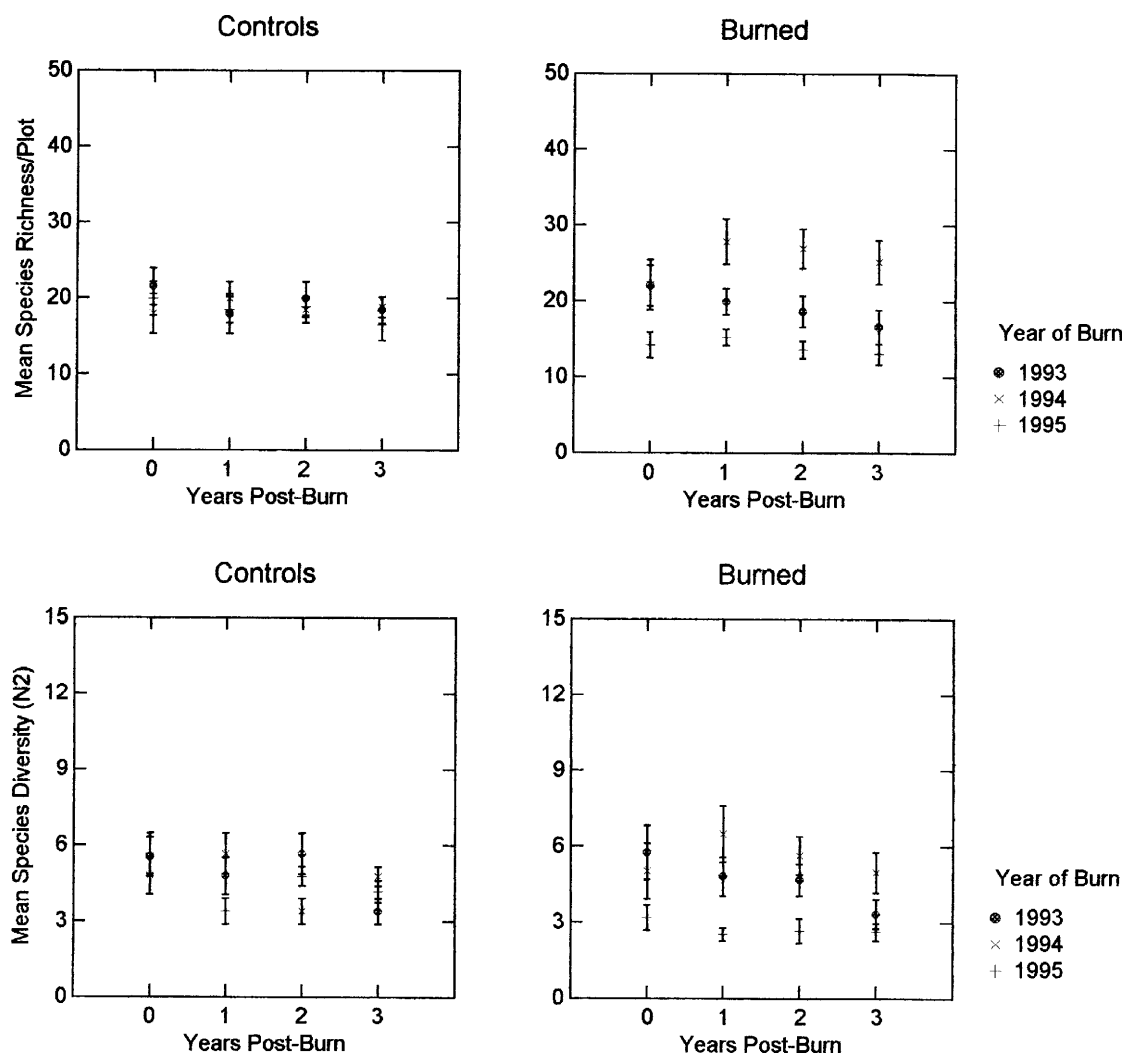 Controls
Burned
Mean Species Richness/Plot
50
40
30
20
10
0
0 1 2 3
Years Post-Burn
50
40
30
20
10
0
0 1 2 3
Years Post-Burn
Year of Burn
1993
1994
1995
Controls
Burned
Mean Species Diversity (N2)
15
12
9
6
3
0
0 1 2 3
Years Post-Burn
15
12
9
6
3
0
0 1 2 3
Years Post-Burn
Year of Burn
1993
1994
1995